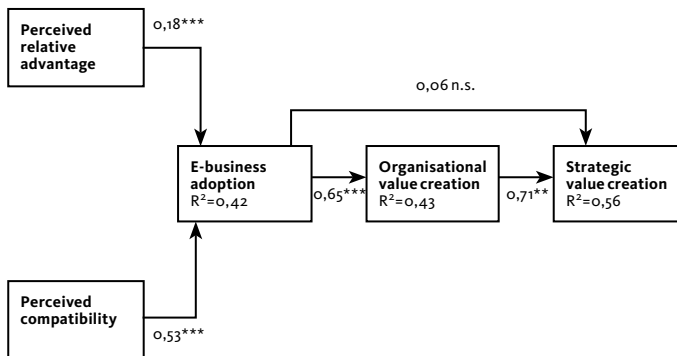 Perceived
relative
advantage
0,18***
0,06 n.s.
E-business
adoption
R²=0,42
0,65***
Organisational
value creation
R²=0,43
0,71**
Strategic
value creation
R²=0,56
Perceived
compatibility
0,53***